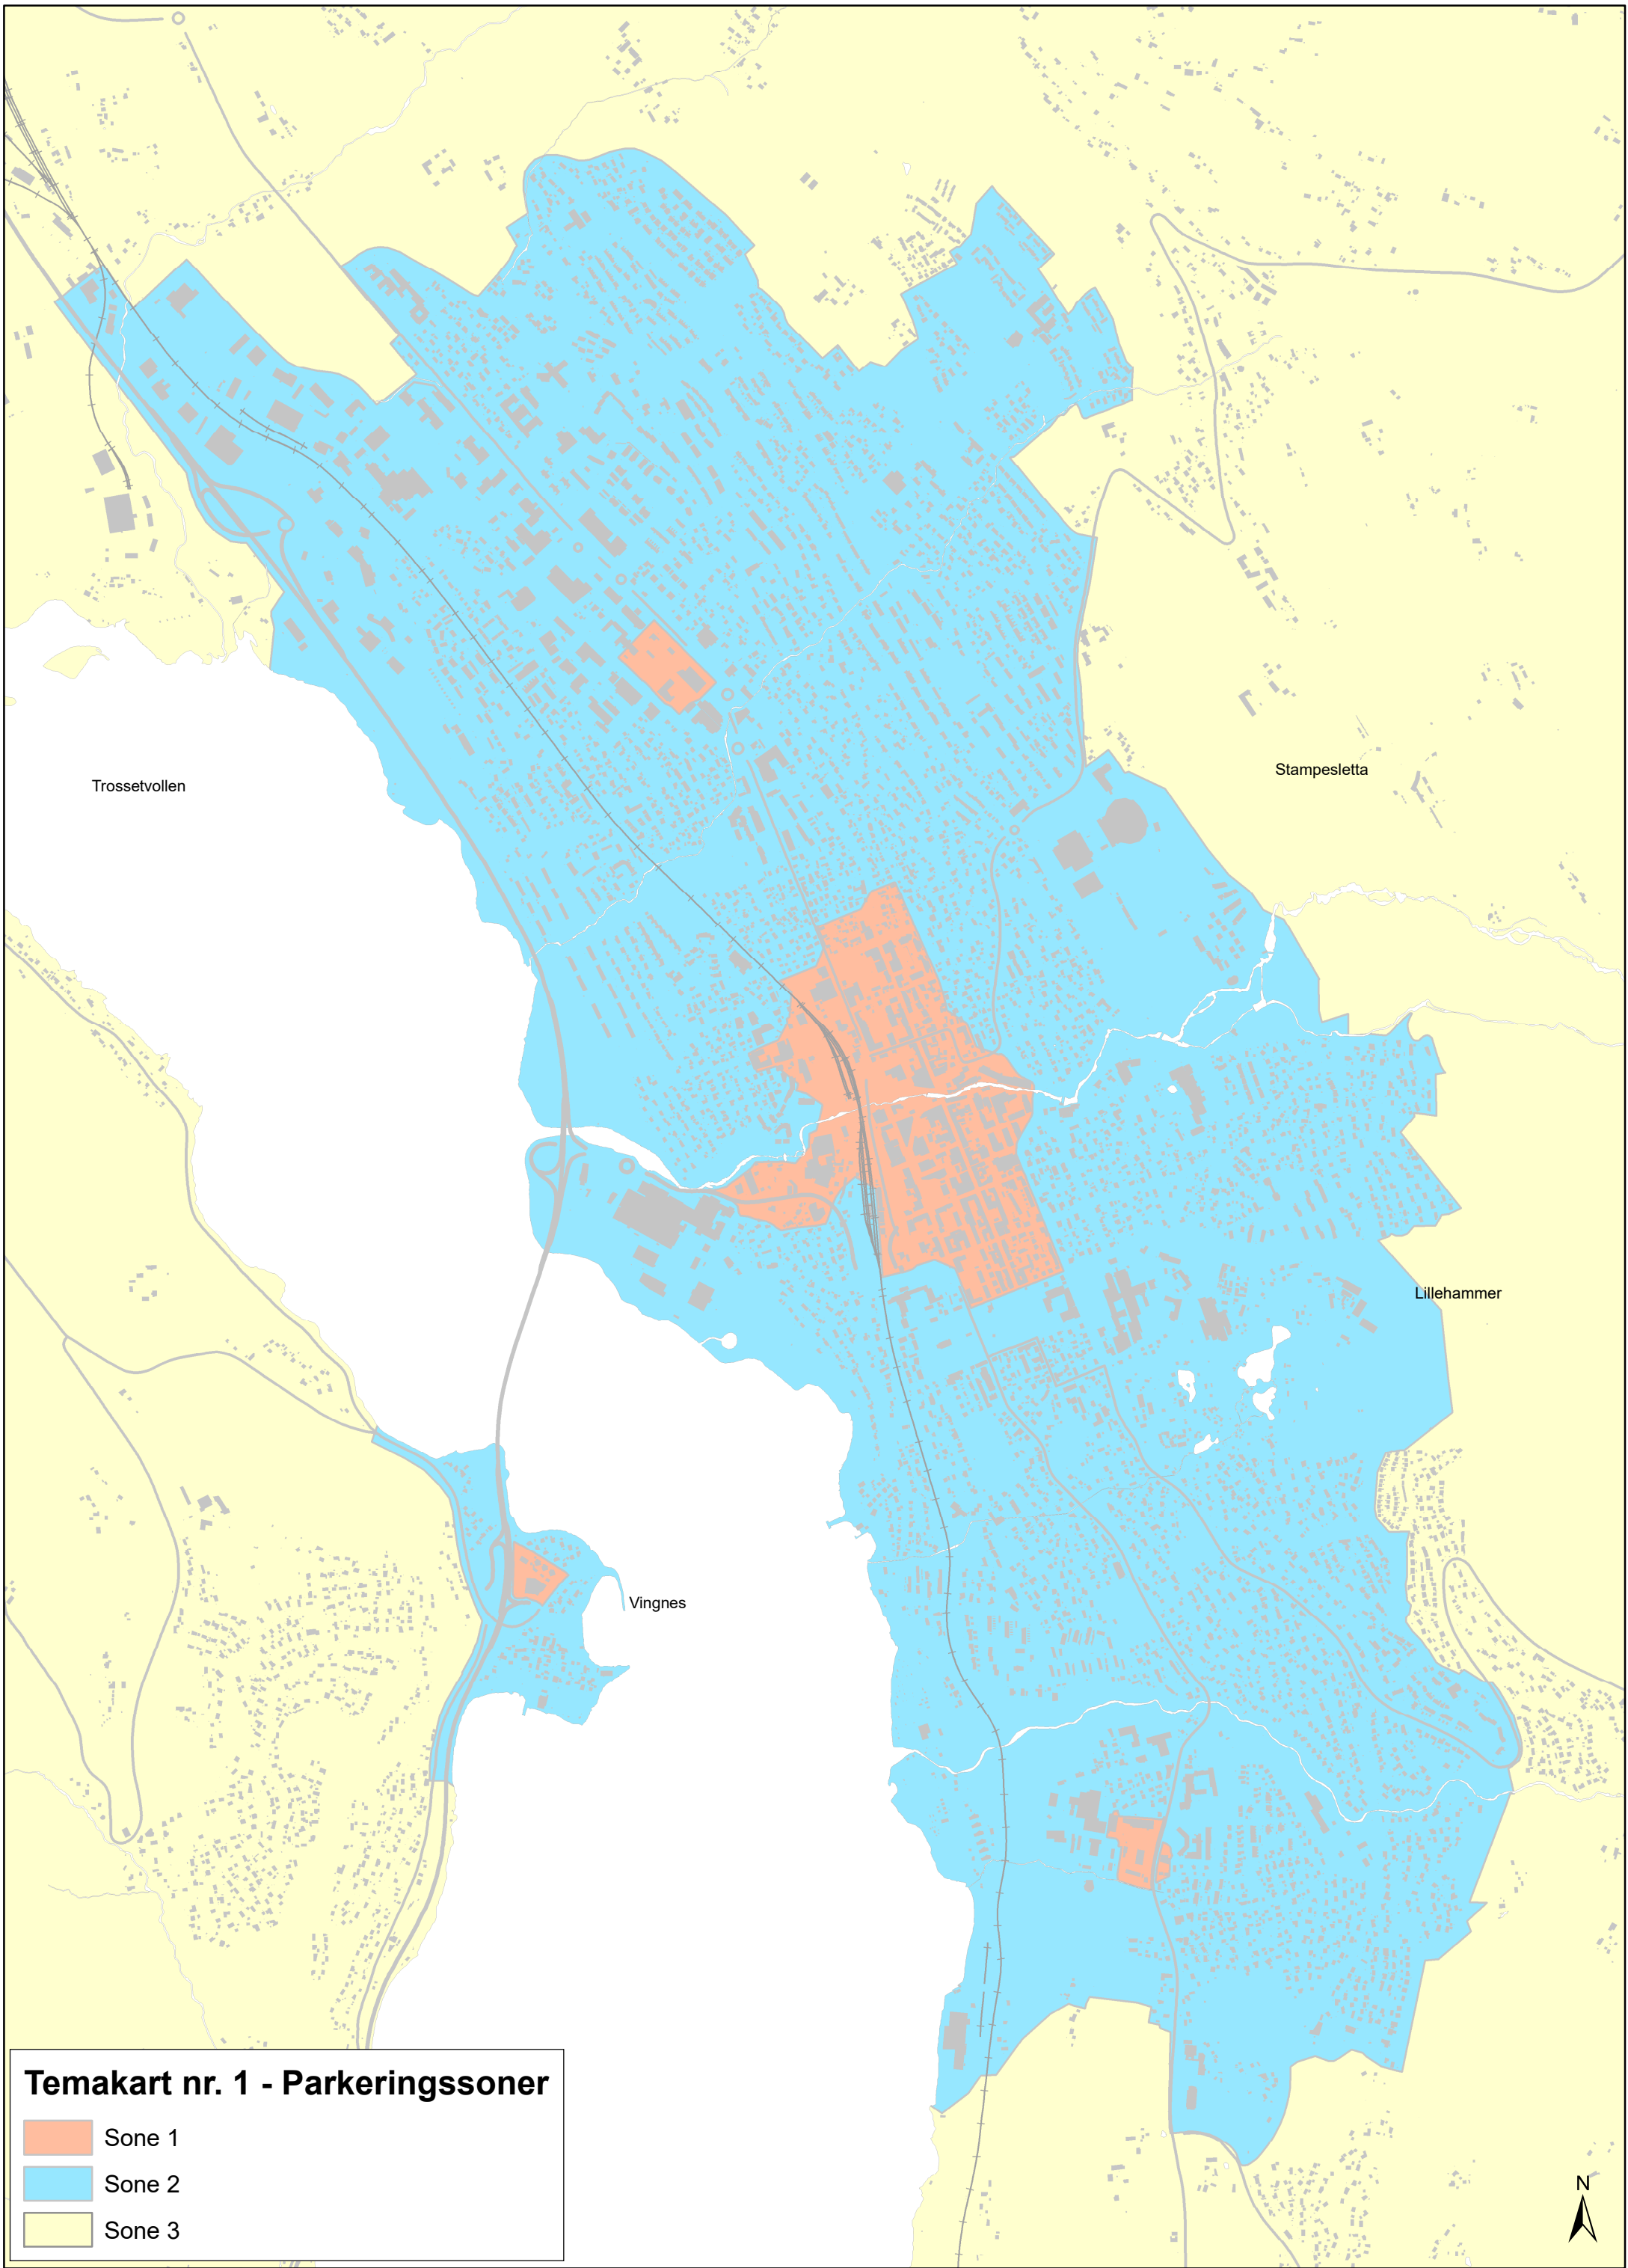 Stampesletta
Trossetvollen
Lillehammer
Vingnes
Temakart nr. 1 - Parkeringssoner
Sone 1
Sone 2
Sone 3
N